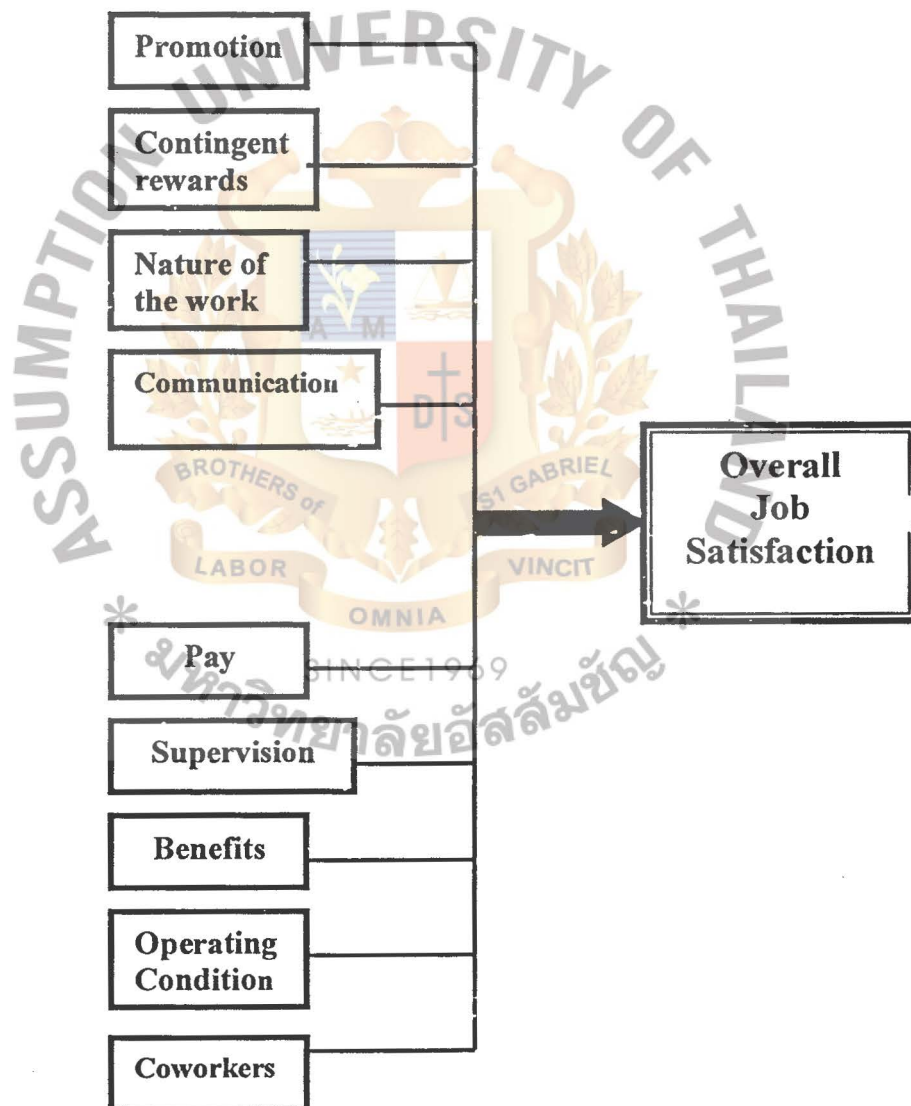 Promotion
Contingent
rewards
Nature of
the work
Communication
Pay
Supervision
Benefits
Operating
Condition
Coworkers
Overall
Job
Satisfaction
ASSUMPTION UNIVERSITY OF THAILAND
A M
D S
BROTHERS of
S1 GABRIEL
LABOR
VINCIT
OMNIA
SINCE1969
* มหาวิทยาลัยอัสสัมชัญ *